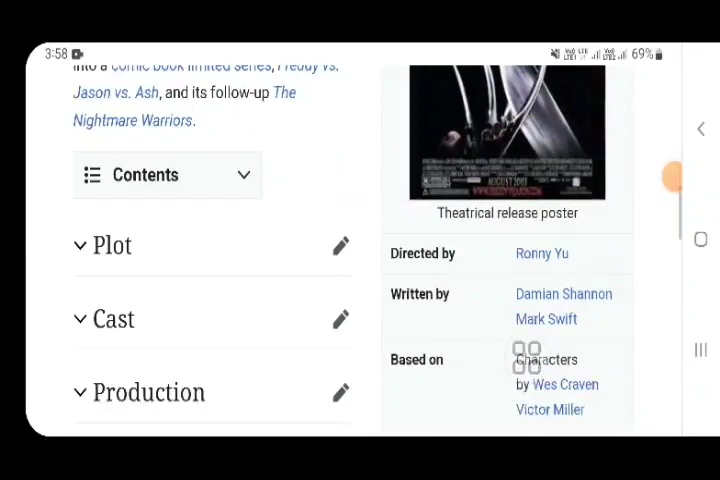 3:58
69%
into a comic book limited series, Freddy vs.
Jason vs. Ash, and its follow-up The
Nightmare Warriors.
Contents
Plot
Cast
Production
AUGUST 2003
Theatrical release poster
Directed by Ronny Yu
Written by Damian Shannon
Mark Swift
Based on Characters
by Wes Craven
Victor Miller